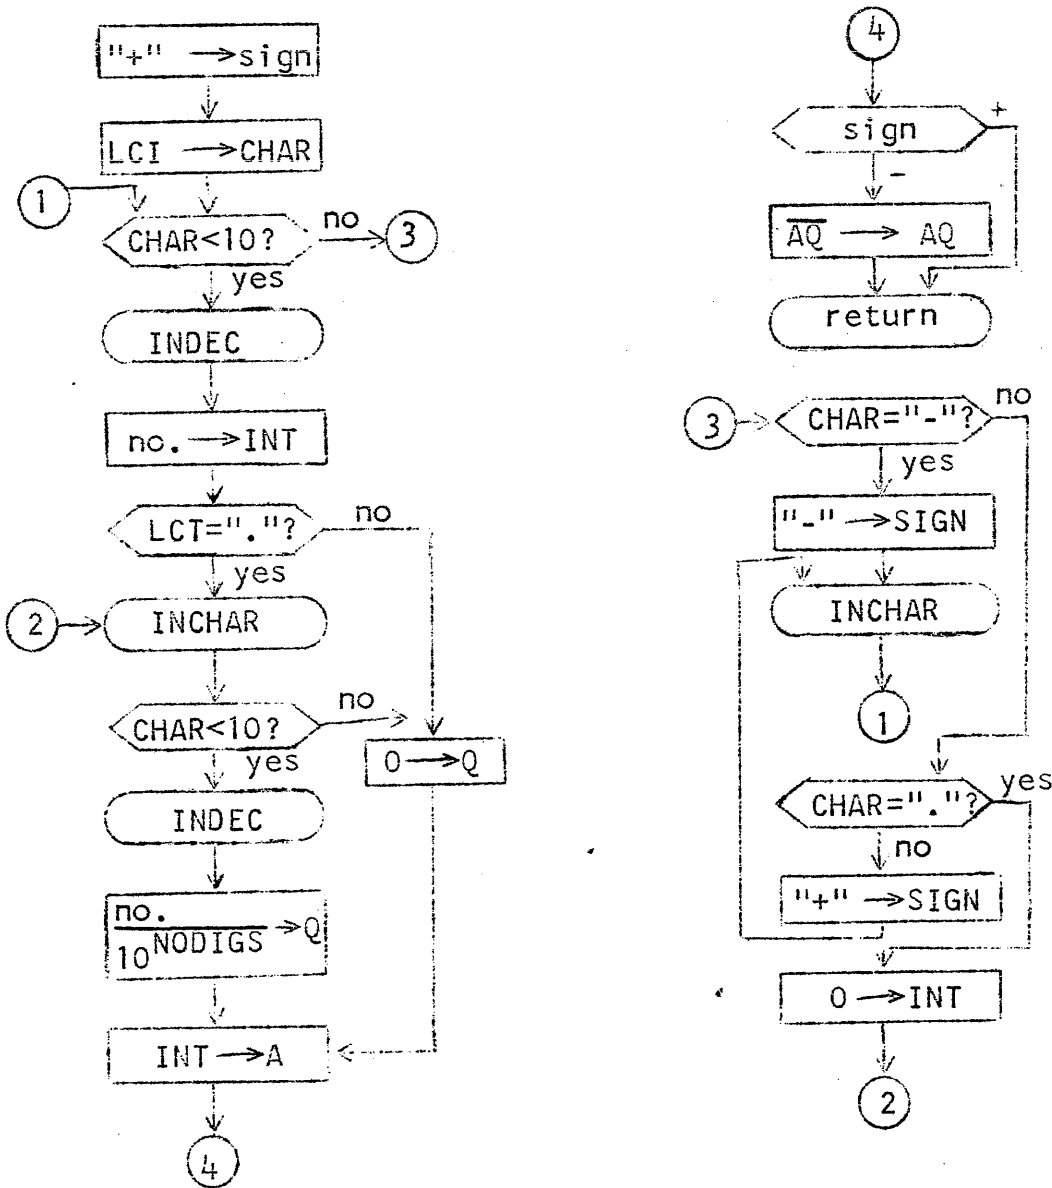 "+" → sign
LCI → CHAR
1
CHAR<10?
no
3
yes
INDEC
no. → INT
LCT="."?
no
yes
2
INCHAR
CHAR<10?
no
yes
0 → Q
INDEC
no.
10 NODIGS → Q
INT → A
4
4
sign
+
-
AQ → AQ
return
3
CHAR="-"?
no
yes
"-" → SIGN
INCHAR
1
CHAR="."?
yes
no
"+" → SIGN
0 → INT
2